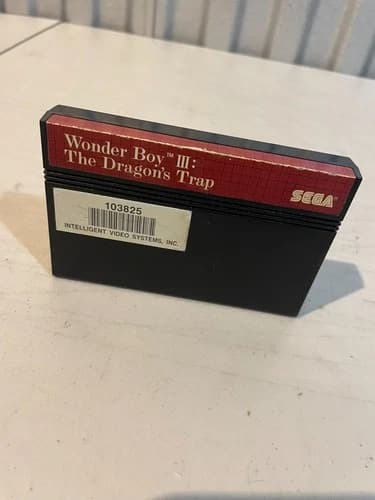 Wonder Boy™ III:
The Dragon's Trap
SEGA
103825
INTELLIGENT VIDEO SYSTEMS, INC.